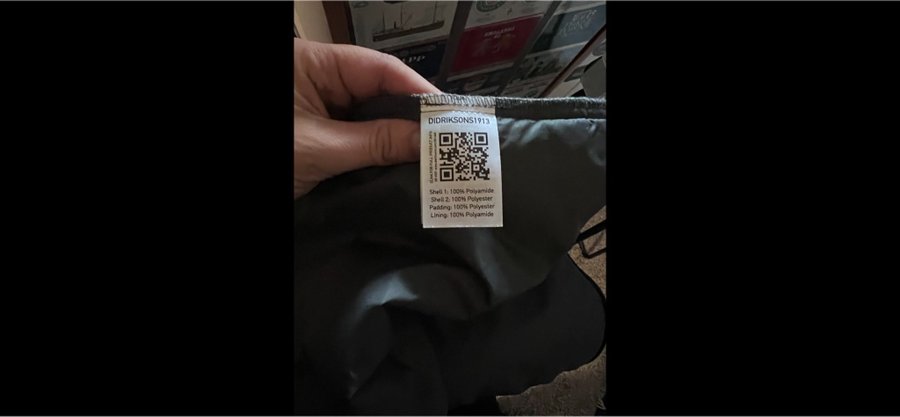 DIDRIKSONS1913
Shell 1: 100% Polyamide
Shell 2: 100% Polyester
Padding: 100% Polyester
Lining: 100% Polyamide